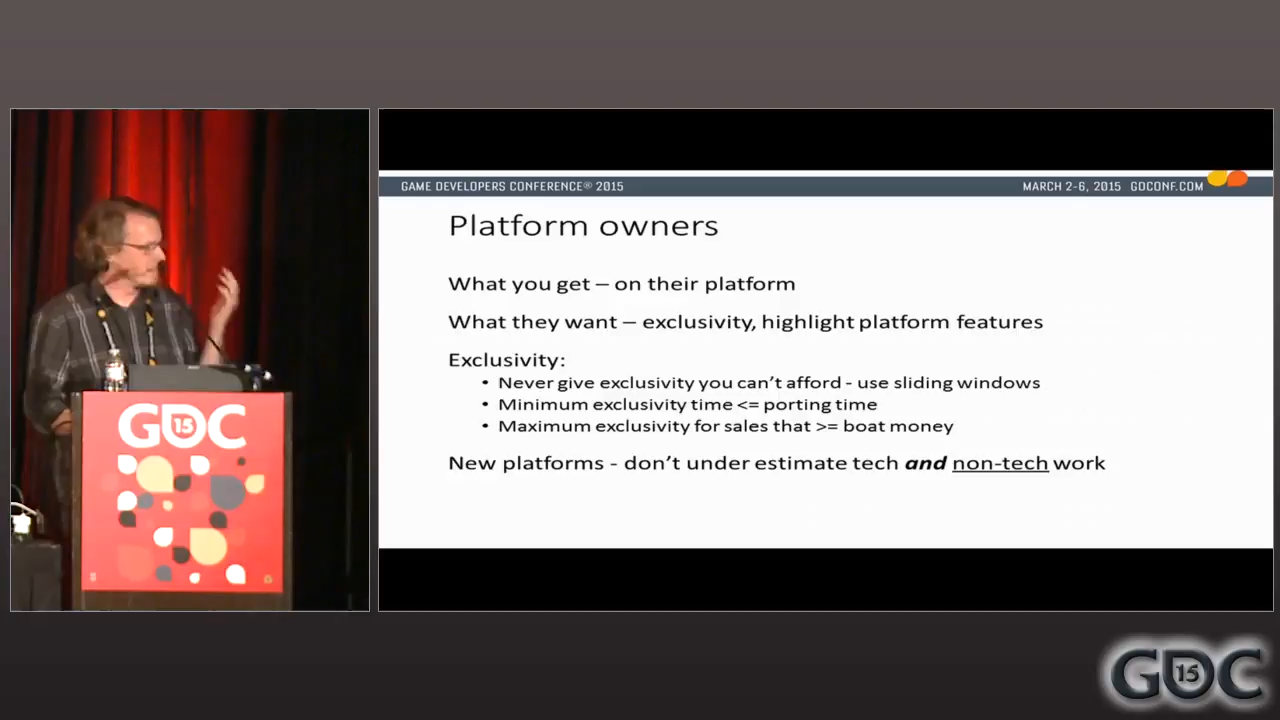 GAME DEVELOPERS CONFERENCE® 2015
MARCH 2-6, 2015 GDCONF.COM
Platform owners
What you get – on their platform
What they want – exclusivity, highlight platform features
Exclusivity:
• Never give exclusivity you can't afford - use sliding windows
• Minimum exclusivity time <= porting time
• Maximum exclusivity for sales that >= boat money
New platforms - don't under estimate tech and non-tech work
GDC 15
GDC 15